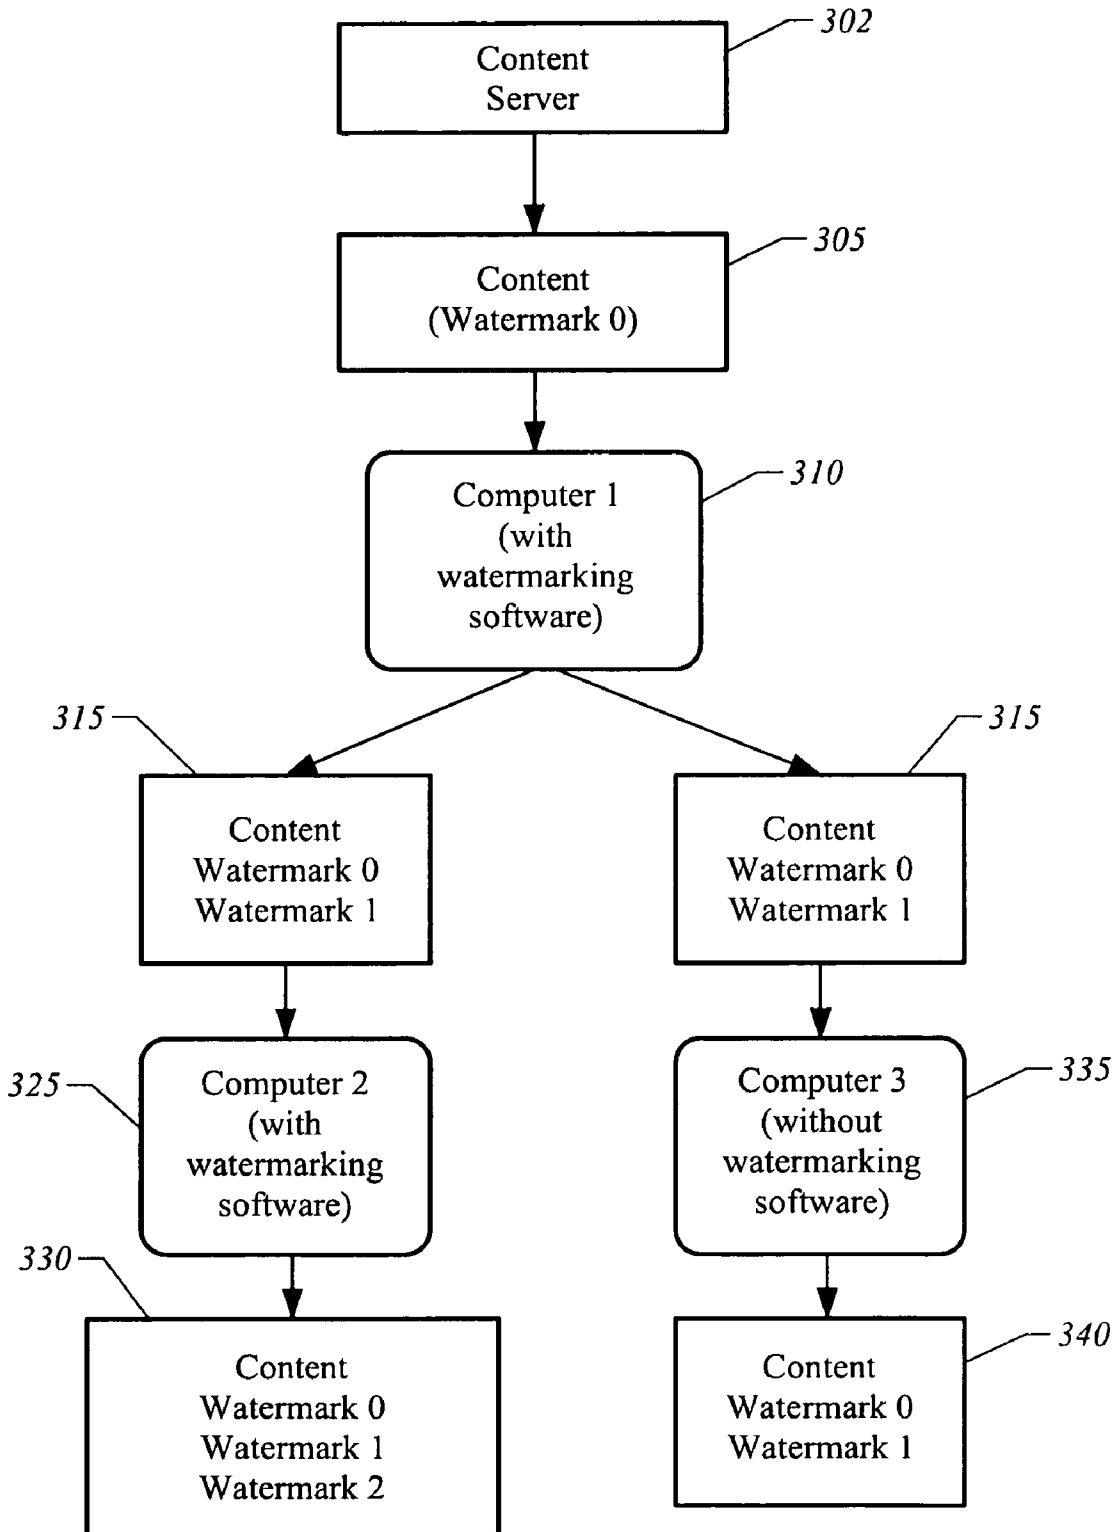 302
Content
Server
305
Content
(Watermark 0)
310
Computer 1
(with
watermarking
software)
315
Content
Watermark 0
Watermark 1
315
Content
Watermark 0
Watermark 1
325
Computer 2
(with
watermarking
software)
335
Computer 3
(without
watermarking
software)
330
Content
Watermark 0
Watermark 1
Watermark 2
340
Content
Watermark 0
Watermark 1